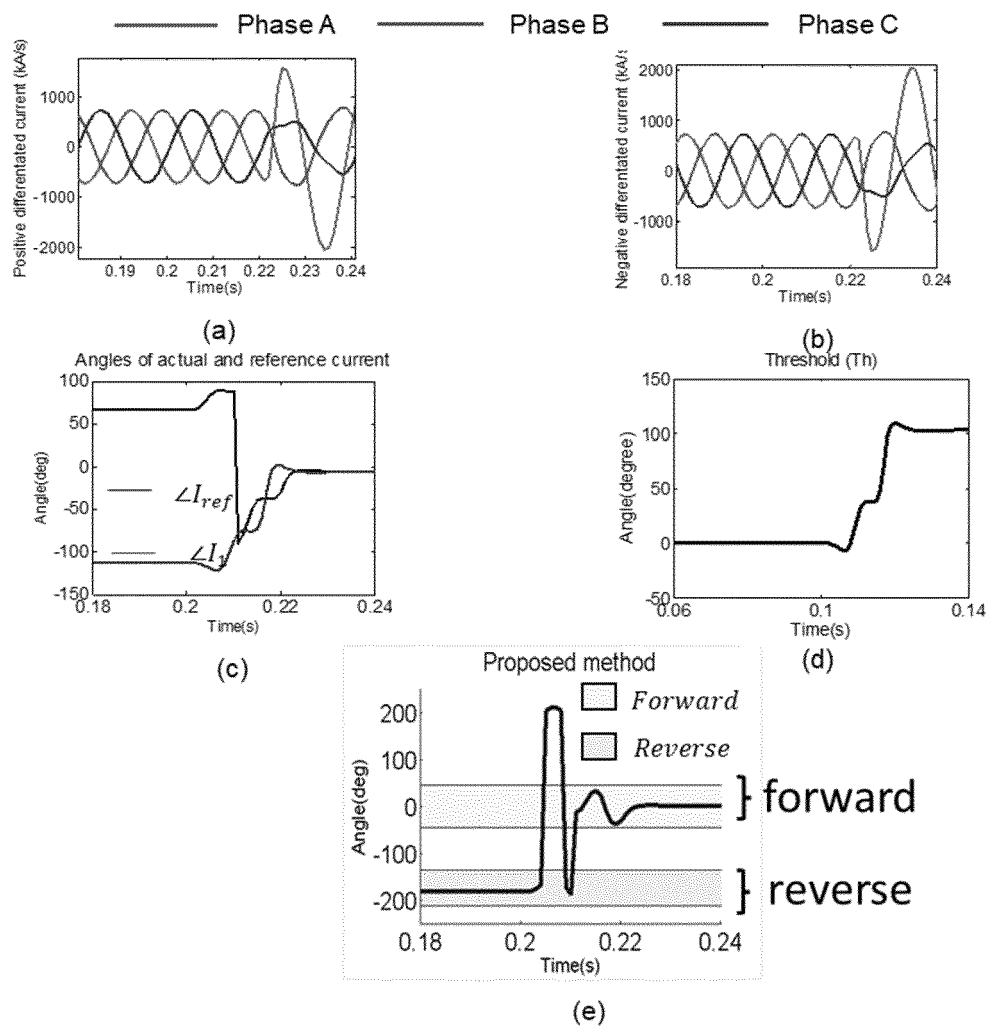 Phase A Phase B Phase C
Positive differentated current (kA/s)
1000
0
-1000
-2000
0.19 0.2 0.21 0.22 0.23 0.24
Time(s)
(a)
Negative differentated current (kA/s
2000
1000
0
-1000
0.18 0.2 0.22 0.24
Time(s)
(b)
Angles of actual and reference current
Angle(deg)
100
50
0
-50
-100
-150
∠I_ref
∠I_1
0.18 0.2 0.22 0.24
Time(s)
(c)
Threshold (Th)
Angle(degree)
150
100
50
0
-50
0.06 0.1 0.14
Time(s)
(d)
Proposed method
Forward
Reverse
Angle(deg)
200
100
0
-100
-200
forward
reverse
0.18 0.2 0.22 0.24
Time(s)
(e)